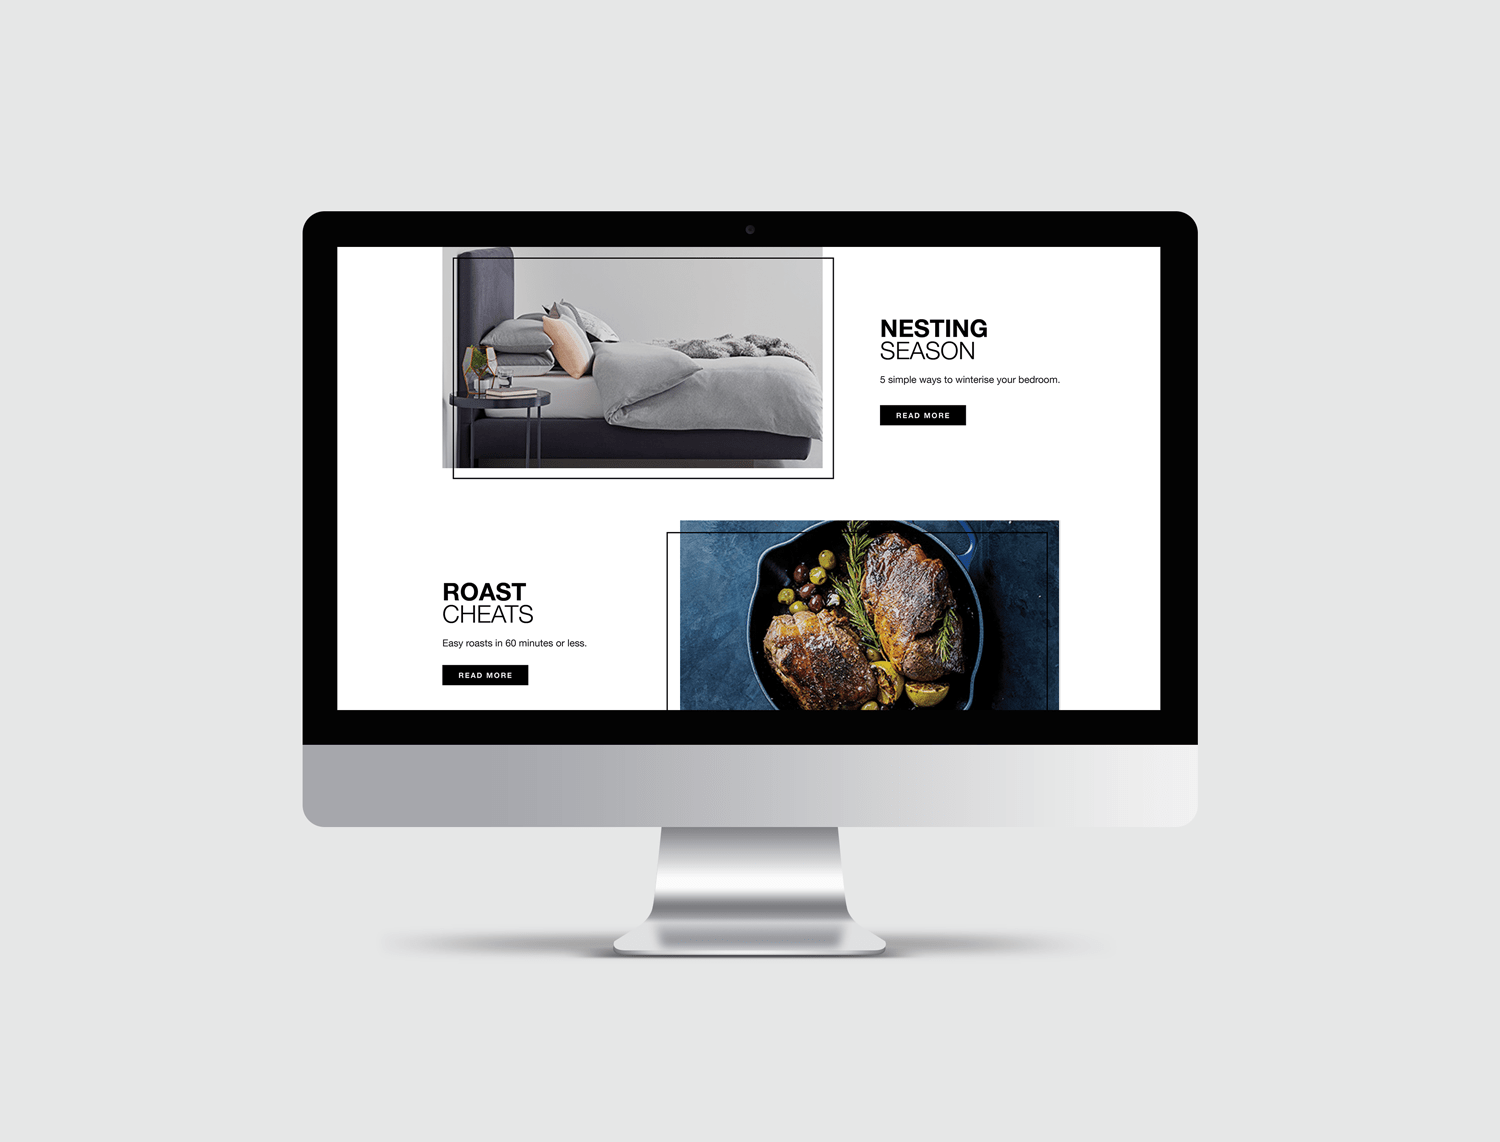 NESTING
SEASON
5 simple ways to winterise your bedroom.
READ MORE
ROAST
CHEATS
Easy roasts in 60 minutes or less.
READ MORE